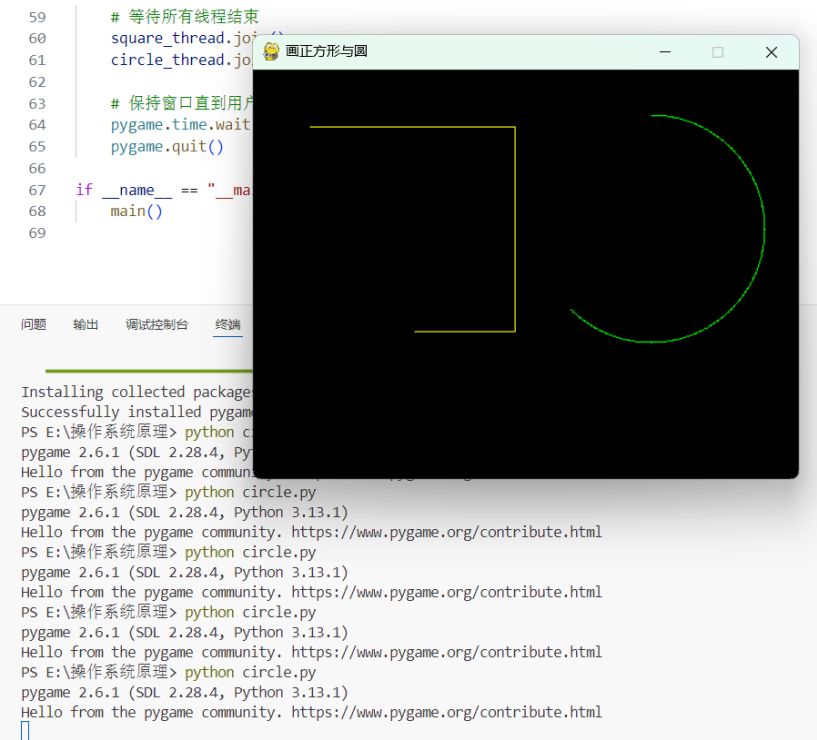 59 # 等待所有线程结束
60 square_thread.join()
61 circle_thread.jo
62
63 # 保持窗口直到用户
64 pygame.time.wait
65 pygame.quit()
66
67 if __name__ == "__ma
68 main()
69
画正方形与圆
问题 输出 调试控制台 终端
Installing collected package
Successfully installed pygam
PS E:\操作系统原理> python ci
pygame 2.6.1 (SDL 2.28.4, Pyt
Hello from the pygame commun
PS E:\操作系统原理> python circle.py
pygame 2.6.1 (SDL 2.28.4, Python 3.13.1)
Hello from the pygame community. https://www.pygame.org/contribute.html
PS E:\操作系统原理> python circle.py
pygame 2.6.1 (SDL 2.28.4, Python 3.13.1)
Hello from the pygame community. https://www.pygame.org/contribute.html
PS E:\操作系统原理> python circle.py
pygame 2.6.1 (SDL 2.28.4, Python 3.13.1)
Hello from the pygame community. https://www.pygame.org/contribute.html
PS E:\操作系统原理> python circle.py
pygame 2.6.1 (SDL 2.28.4, Python 3.13.1)
Hello from the pygame community. https://www.pygame.org/contribute.html